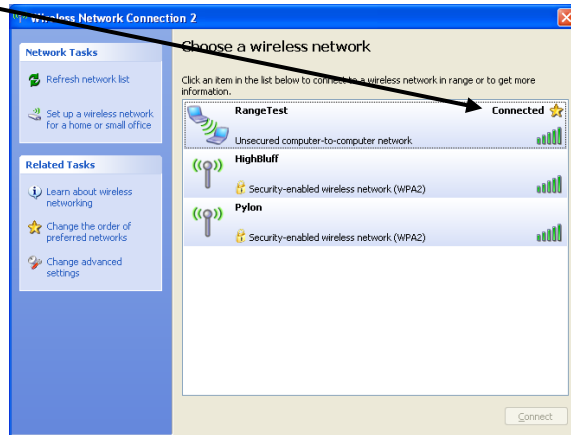 Wireless Network Connection 2
Network Tasks
Refresh network list
Set up a wireless network
for a home or small office
Related Tasks
Learn about wireless
networking
Change the order of
preferred networks
Change advanced
settings
Choose a wireless network
Click an item in the list below to connect to a wireless network in range or to get more
information.
RangeTest
Connected
Unsecured computer-to-computer network
HighBluff
Security-enabled wireless network (WPA2)
Pylon
Security-enabled wireless network (WPA2)
Connect